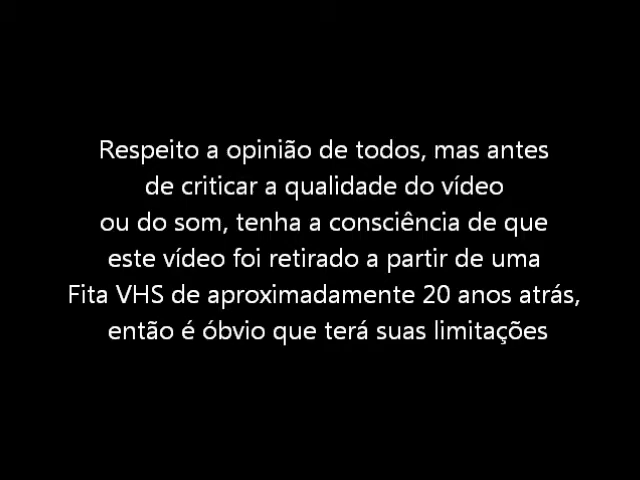 Respeito a opinião de todos, mas antes
de criticar a qualidade do vídeo
ou do som, tenha a consciência de que
este vídeo foi retirado a partir de uma
Fita VHS de aproximadamente 20 anos atrás,
então é óbvio que terá suas limitações